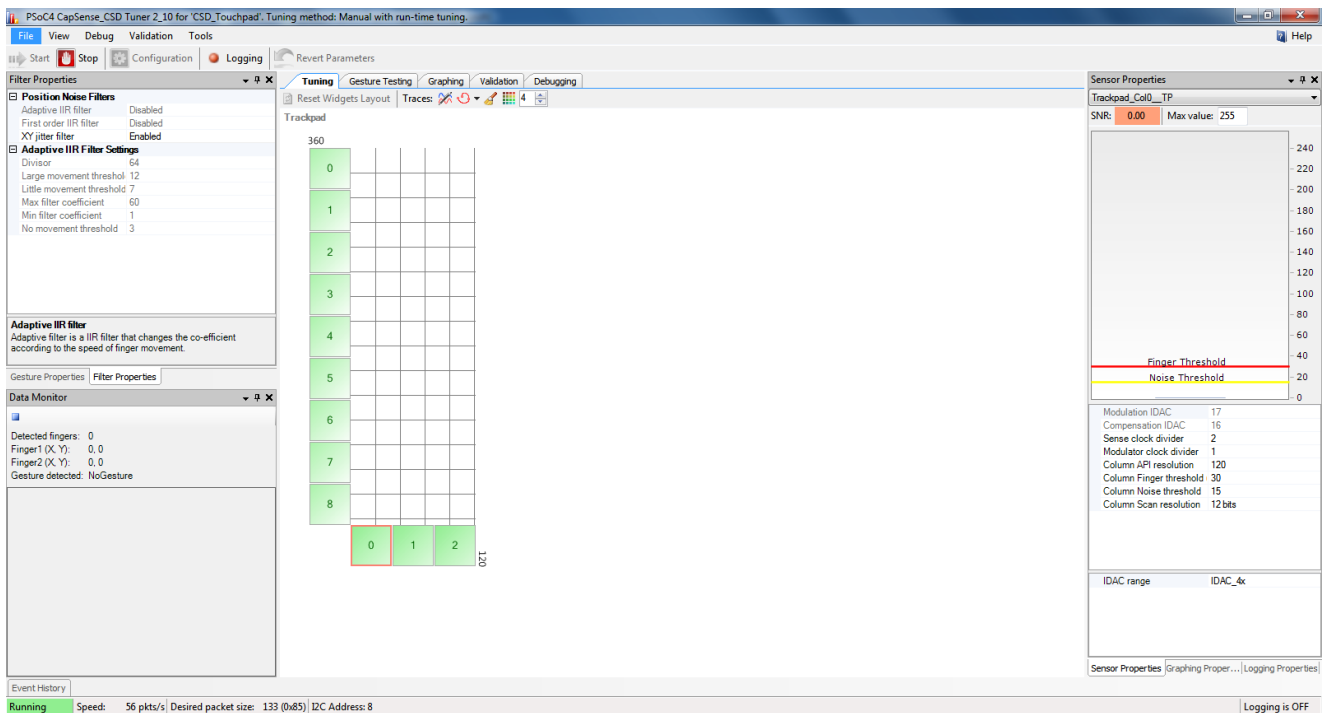 PSoC4 CapSense_CSD Tuner 2_10 for 'CSD_Touchpad'. Tuning method: Manual with run-time tuning.
File View Debug Validation Tools Help
Start Stop Configuration Logging Revert Parameters
Filter Properties
Position Noise Filters
Adaptive IIR filter Disabled
First order IIR filter Disabled
XY jitter filter Enabled
Adaptive IIR Filter Settings
Divisor 64
Large movement threshol 12
Little movement threshold 7
Max filter coefficient 60
Min filter coefficient 1
No movement threshold 3
Adaptive IIR filter
Adaptive filter is a IIR filter that changes the co-efficient
according to the speed of finger movement.
Gesture Properties Filter Properties
Data Monitor
Detected fingers: 0
Finger1 (X, Y): 0, 0
Finger2 (X, Y): 0, 0
Gesture detected: NoGesture
Tuning Gesture Testing Graphing Validation Debugging
Reset Widgets Layout Traces: 4
Trackpad
360
0
1
2
3
4
5
6
7
8
0 1 2
120
Sensor Properties
Trackpad_Col0__TP
SNR: 0.00 Max value: 255
240
220
200
180
160
140
120
100
80
60
40
Finger Threshold
20
Noise Threshold
0
Modulation IDAC 17
Compensation IDAC 16
Sense clock divider 2
Modulator clock divider 1
Column API resolution 120
Column Finger threshold 30
Column Noise threshold 15
Column Scan resolution 12 bits
IDAC range IDAC_4x
Sensor Properties Graphing Proper... Logging Properties
Event History
Running Speed: 56 pkts/s Desired packet size: 133 (0x85) I2C Address: 8 Logging is OFF